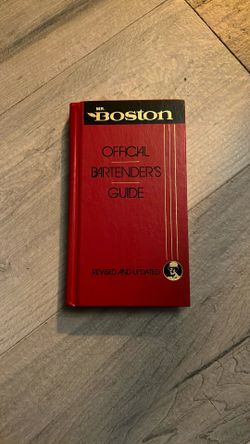 MR.
BOSTON
OFFICIAL
BARTENDER'S
GUIDE
REVISED AND UPDATED